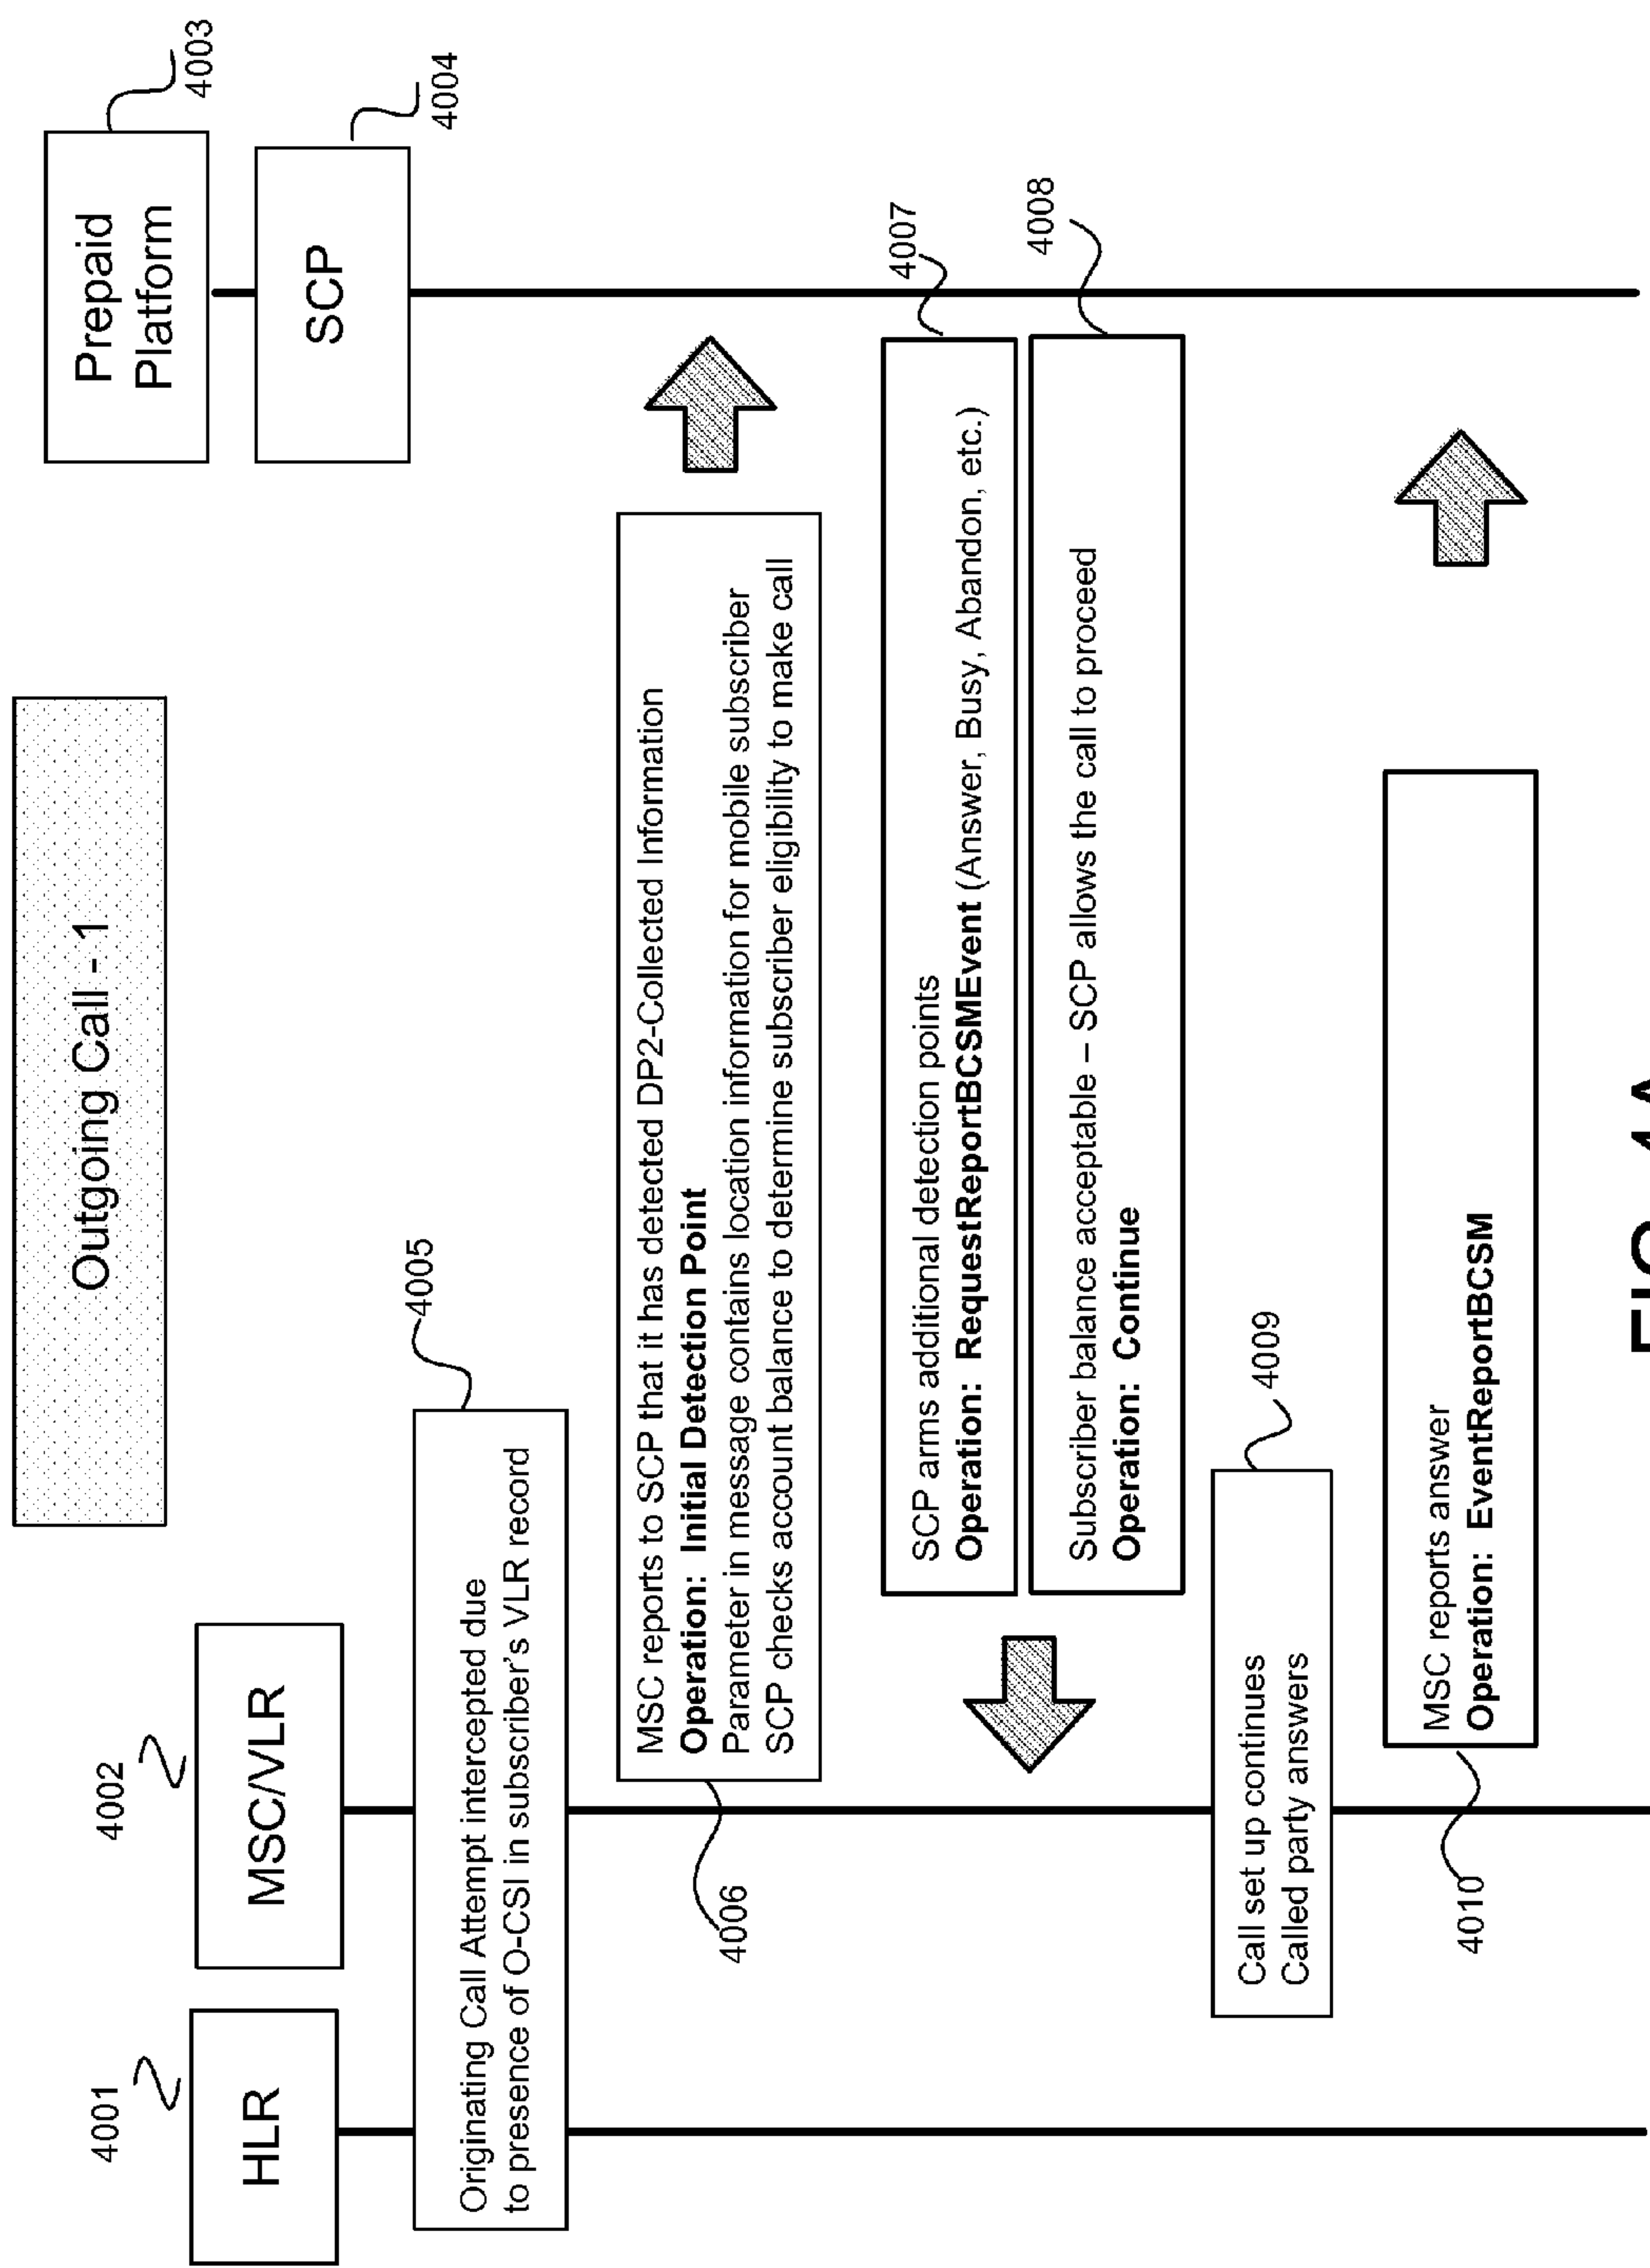 Outgoing Call - 1
4001
4002
4003
HLR
MSC/VLR
Prepaid
Platform
SCP
4004
4005
Originating Call Attempt intercepted due
to presence of O-CSI in subscriber's VLR record
4006
MSC reports to SCP that it has detected DP2-Collected Information
Operation: Initial Detection Point
Parameter in message contains location information for mobile subscriber
SCP checks account balance to determine subscriber eligibility to make call
4007
SCP arms additional detection points
Operation: RequestReportBCSMEvent (Answer, Busy, Abandon, etc.)
4008
Subscriber balance acceptable – SCP allows the call to proceed
Operation: Continue
4009
Call set up continues
Called party answers
4010
MSC reports answer
Operation: EventReportBCSM